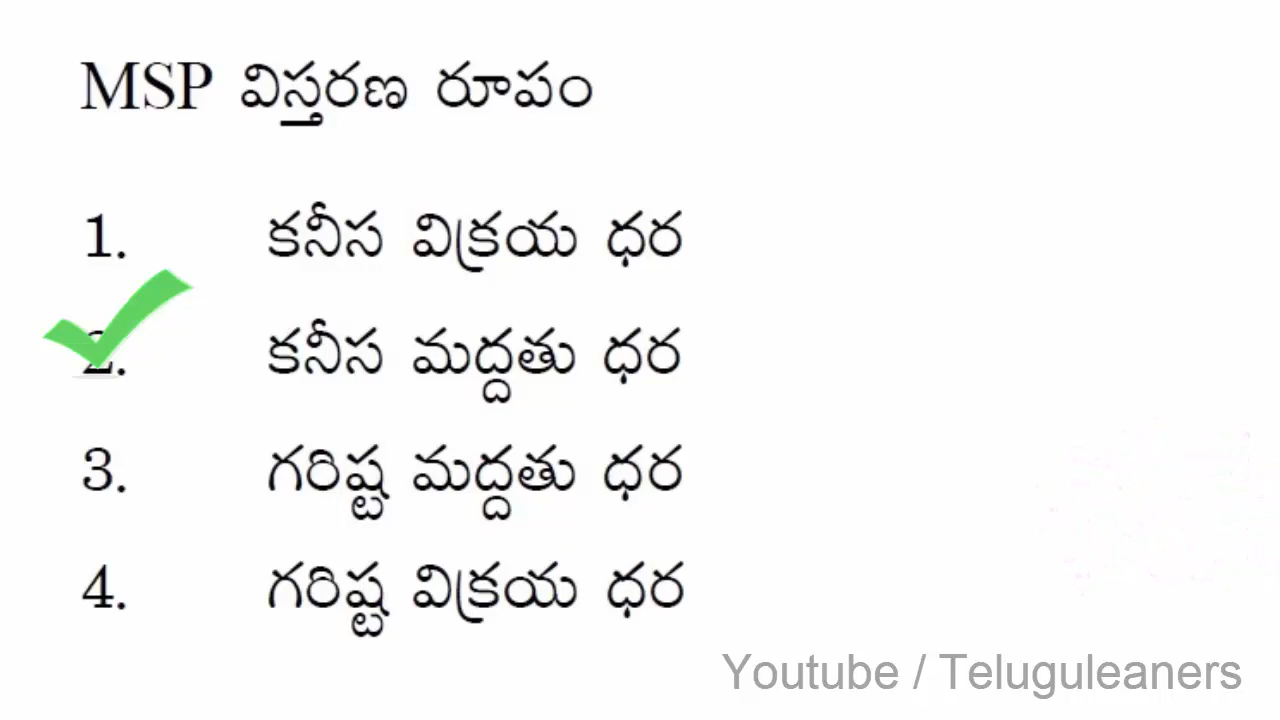 MSP విస్తరణ రూపం
1. కనీస విక్రయ ధర
2. కనీస మద్దతు ధర
3. గరిష్ట మద్దతు ధర
4. గరిష్ట విక్రయ ధర
Youtube / Teluguleaners